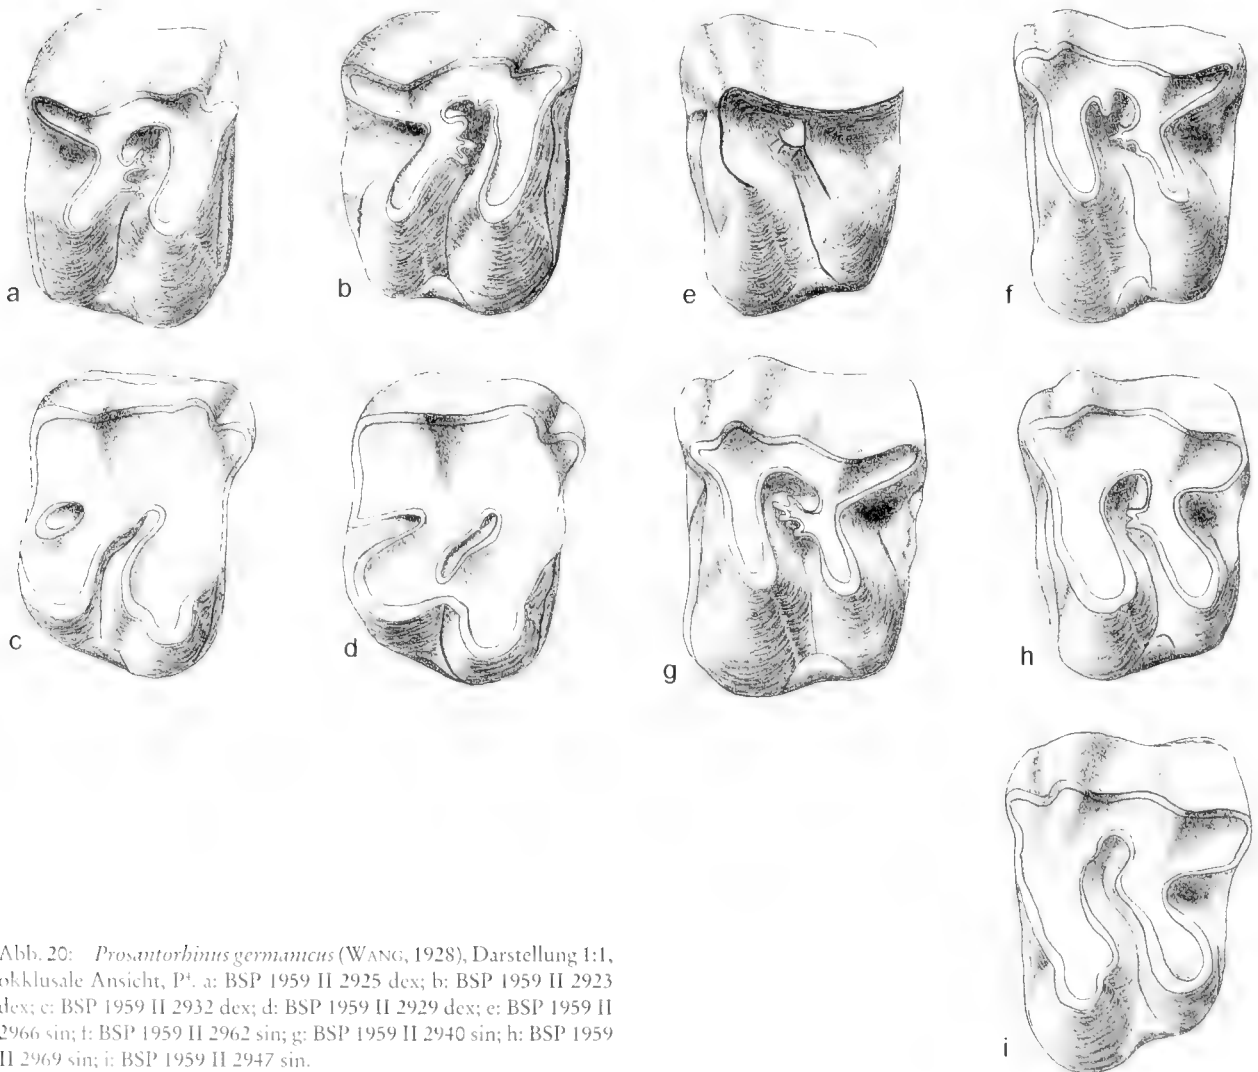 a
b
e
f
c
d
g
h
i
Abb. 20: Prosantorhinus germanicus (WANG, 1928), Darstellung 1:1,
okklusale Ansicht, P⁴. a: BSP 1959 II 2925 dex; b: BSP 1959 II 2923
dex; c: BSP 1959 II 2932 dex; d: BSP 1959 II 2929 dex; e: BSP 1959 II
2966 sin; f: BSP 1959 II 2962 sin; g: BSP 1959 II 2940 sin; h: BSP 1959
II 2969 sin; i: BSP 1959 II 2947 sin.